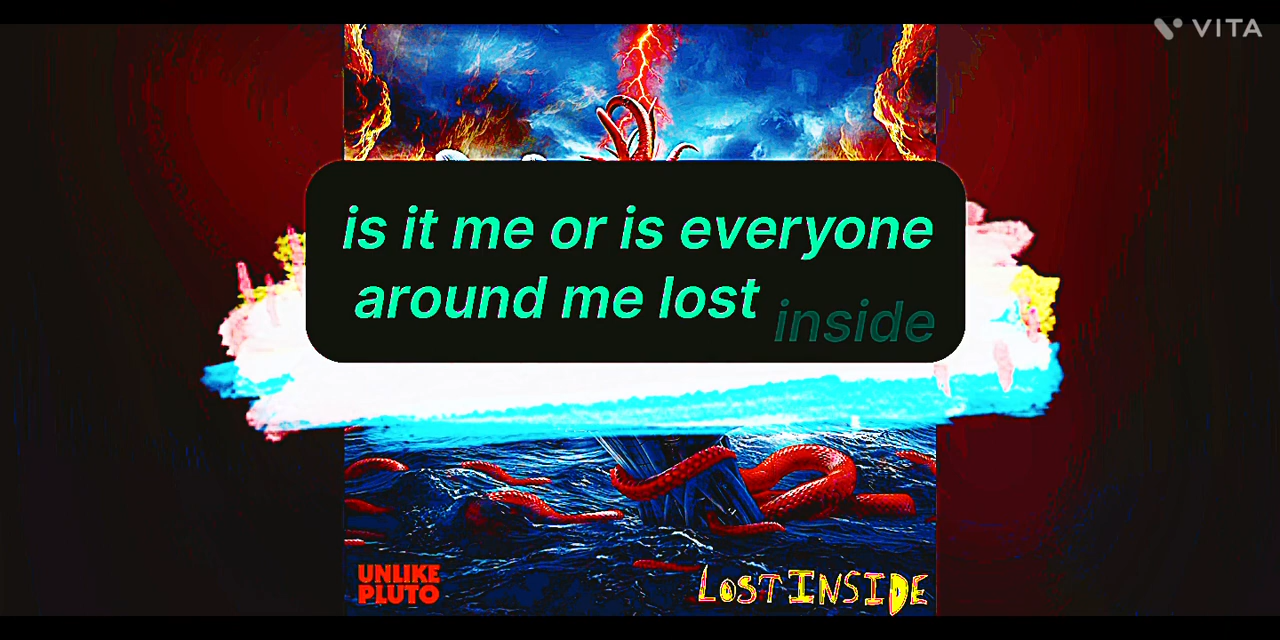 VITA
is it me or is everyone
around me lost inside
UNLIKE
PLUTO
LOST INSIDE